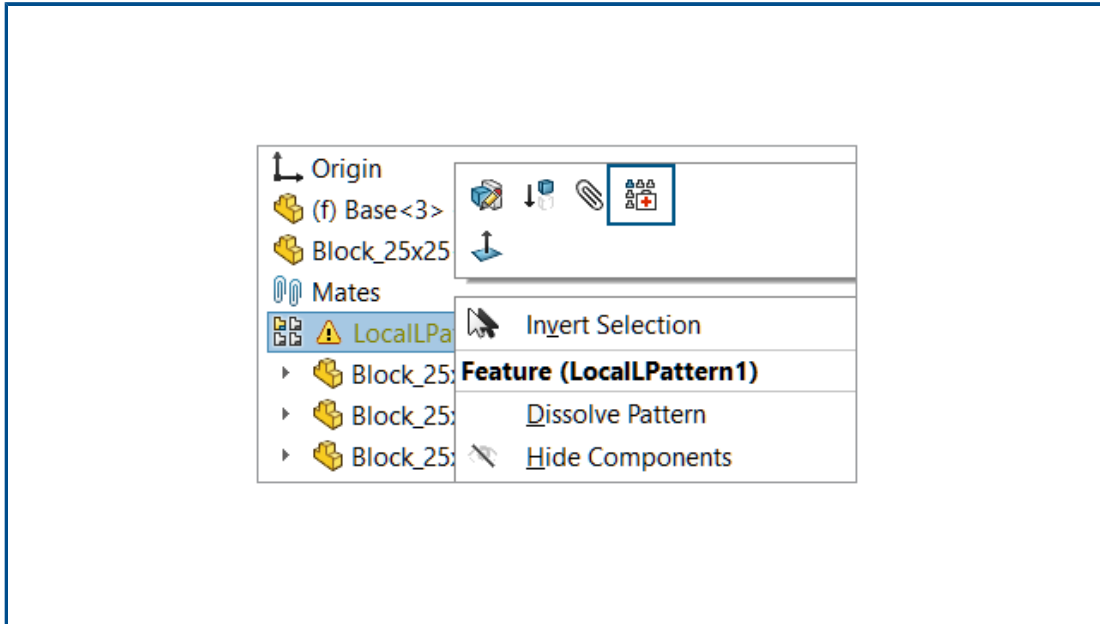 Origin
(f) Base<3>
Block_25x25
Mates
LocalLPa
Block_25
Block_25
Block_25
Invert Selection
Feature (LocalLPattern1)
Dissolve Pattern
Hide Components